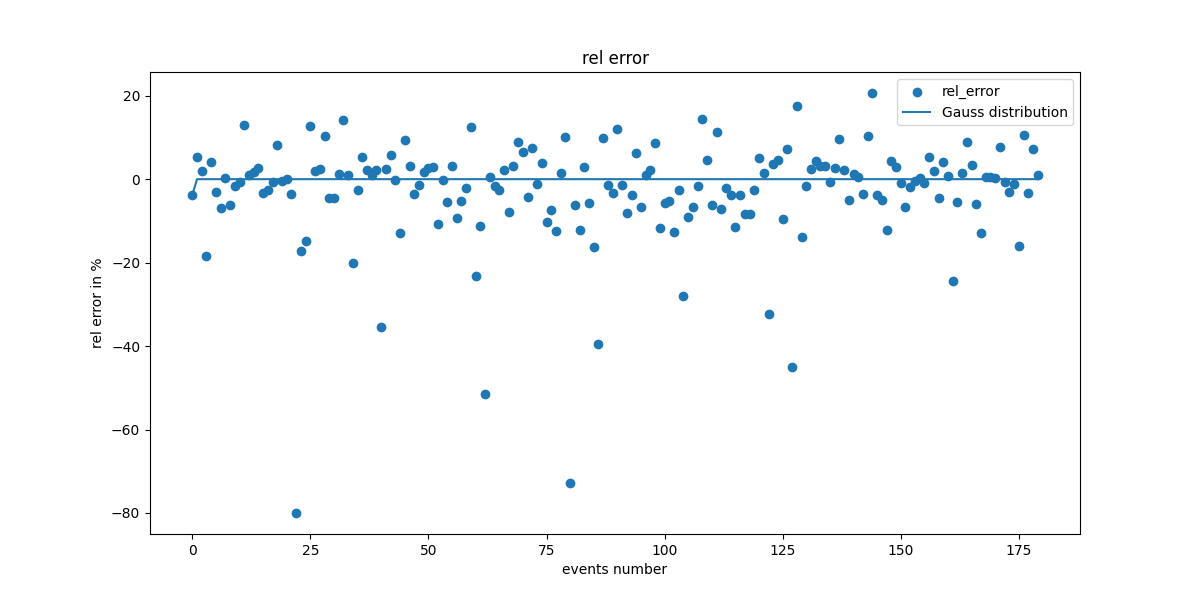 rel error
rel_error
Gauss distribution
20
0
−20
−40
−60
−80
rel error in %
0 25 50 75 100 125 150 175
events number